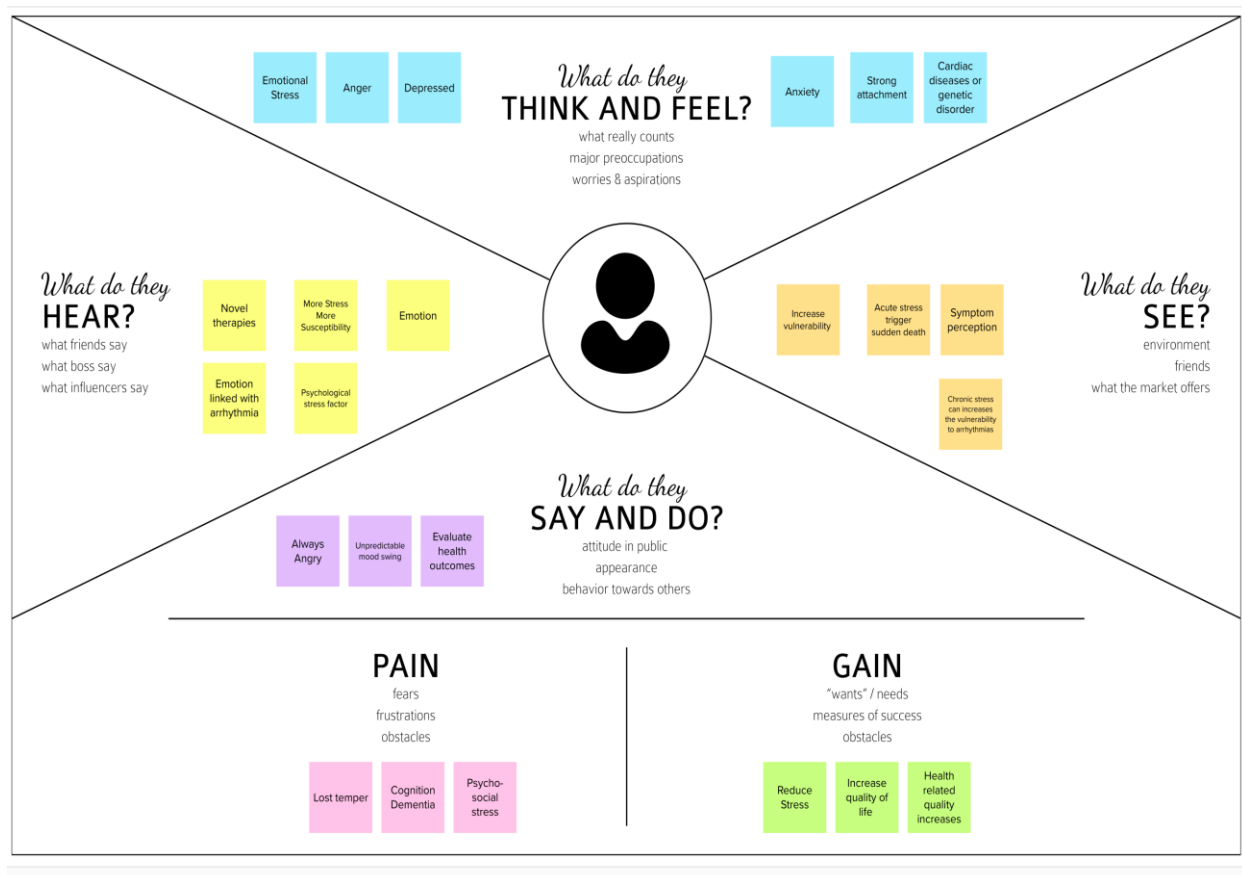 What do they
THINK AND FEEL?
what really counts
major preoccupations
worries & aspirations
Emotional
Stress
Anger
Depressed
Anxiety
Strong
attachment
Cardiac
diseases or
genetic
disorder
What do they
HEAR?
what friends say
what boss say
what influencers say
Novel
therapies
More Stress
More
Susceptibility
Emotion
Emotion
linked with
arrhythmia
Psychological
stress factor
What do they
SEE?
environment
friends
what the market offers
Increase
vulnerability
Acute stress
trigger
sudden death
Symptom
perception
Chronic stress
can increases
the vulnerability
to arrhythmias
What do they
SAY AND DO?
attitude in public
appearance
behavior towards others
Always
Angry
Unpredictable
mood swing
Evaluate
health
outcomes
PAIN
fears
frustrations
obstacles
Lost temper
Cognition
Dementia
Psycho-
social
stress
GAIN
"wants" / needs
measures of success
obstacles
Reduce
Stress
Increase
quality of
life
Health
related
quality
increases